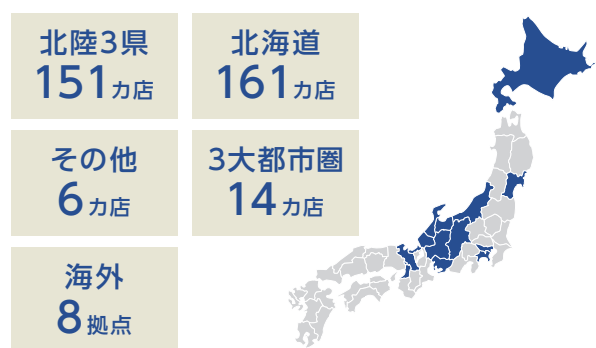 北陸3県
151カ店
北海道
161カ店
その他
6カ店
3大都市圏
14カ店
海外
8拠点